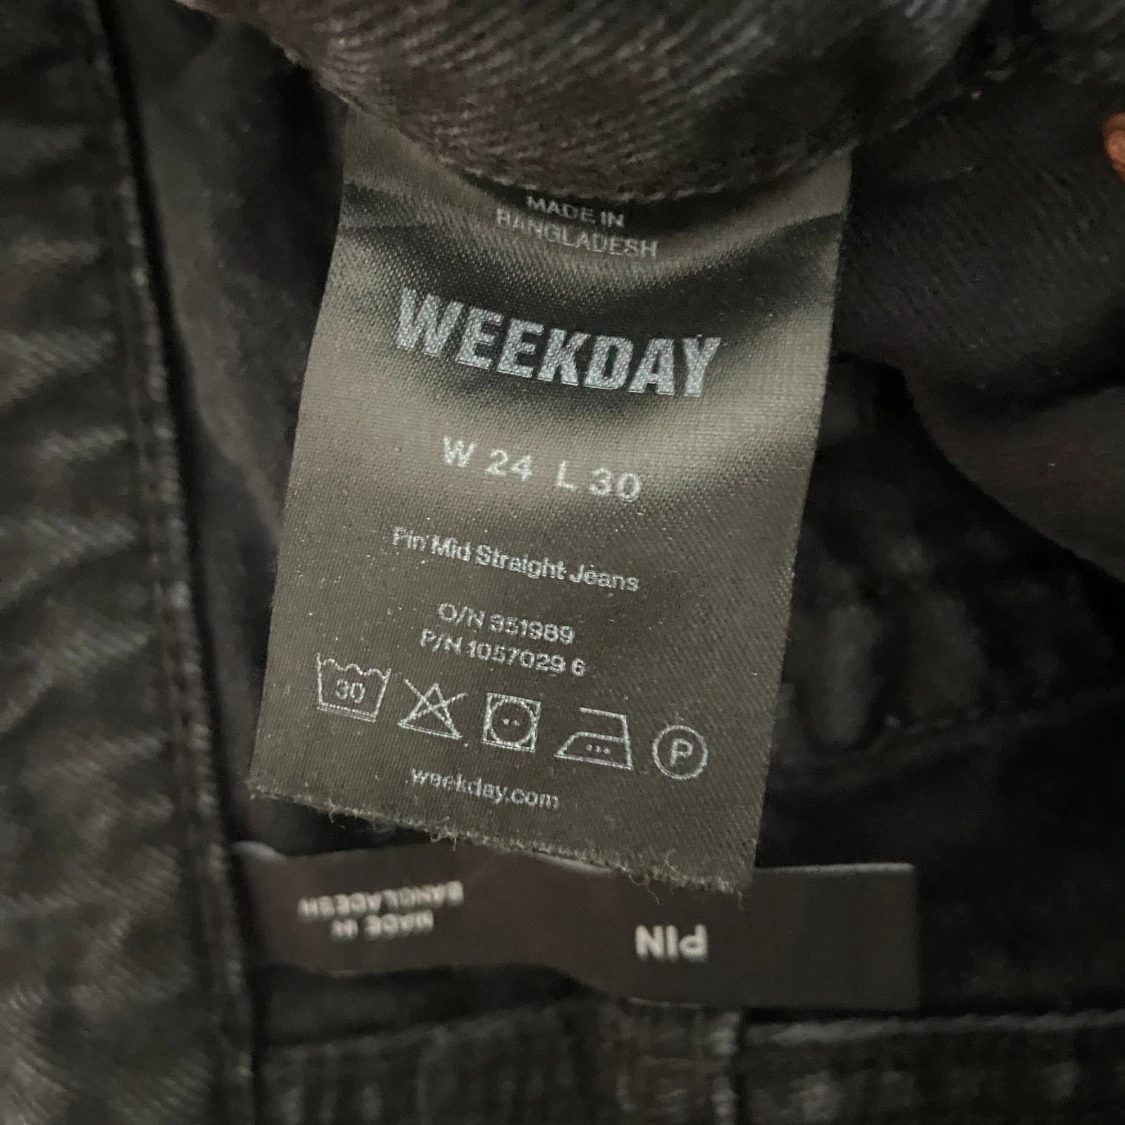 MADE IN
BANGLADESH
WEEKDAY
W 24 L 30
Pin Mid Straight Jeans
O/N 351989
P/N 1057029 6
30
P
weekday.com
PIN
MADE IN
BANGLADESH